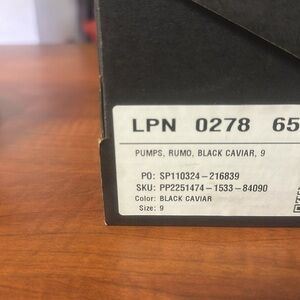 LPN 0278 65
PUMPS, RUMO, BLACK CAVIAR, 9
PO: SP110324-216839
SKU: PP2251474-1533-84090
Color: BLACK CAVIAR
Size: 9